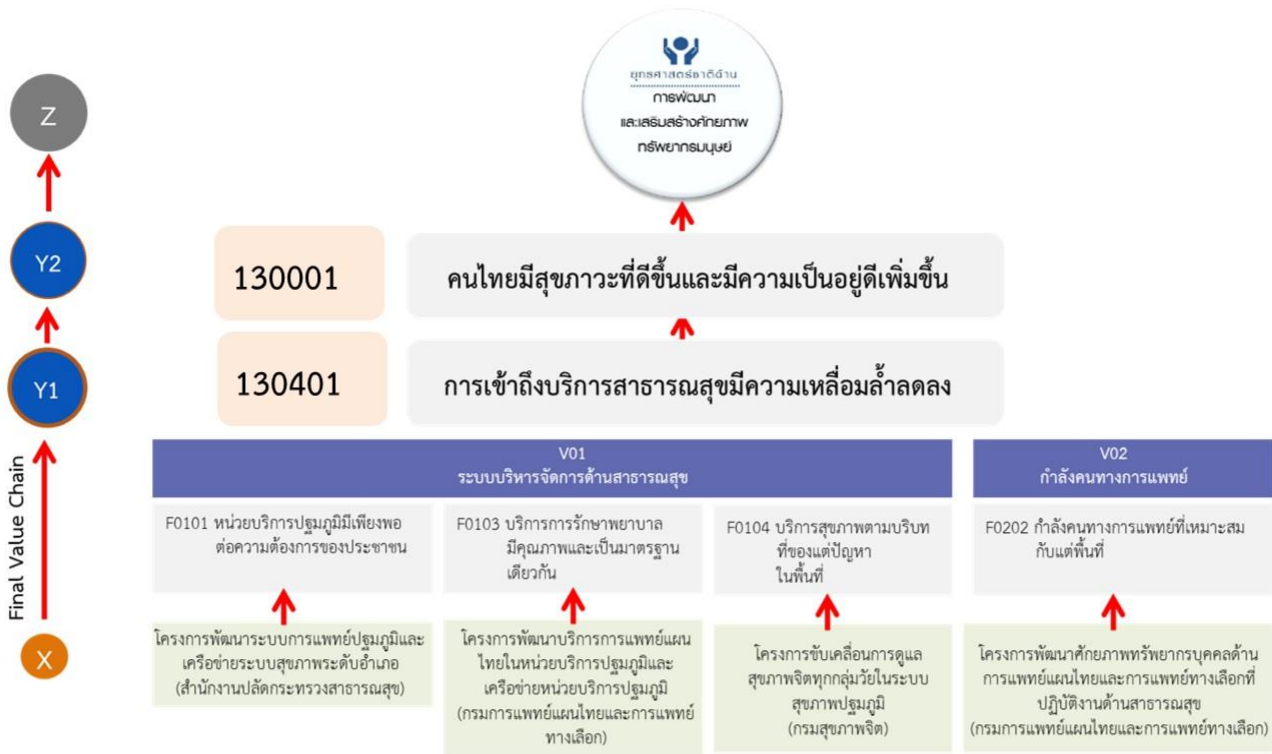 ยุทธศาสตร์ชาติด้าน
การพัฒนา
และเสริมสร้างศักยภาพ
ทรัพยากรมนุษย์
Z
Y2
130001
คนไทยมีสุขภาวะที่ดีขึ้นและมีความเป็นอยู่ดีเพิ่มขึ้น
Y1
130401
การเข้าถึงบริการสาธารณสุขมีความเหลื่อมล้ำลดลง
Final Value Chain
X
V01
ระบบบริหารจัดการด้านสาธารณสุข
V02
กำลังคนทางการแพทย์
F0101 หน่วยบริการปฐมภูมิมีเพียงพอ
ต่อความต้องการของประชาชน
F0103 บริการการรักษาพยาบาล
มีคุณภาพและเป็นมาตรฐาน
เดียวกัน
F0104 บริการสุขภาพตามบริบท
ที่ของแต่ปัญหา
ในพื้นที่
F0202 กำลังคนทางการแพทย์ที่เหมาะสม
กับแต่พื้นที่
โครงการพัฒนาระบบการแพทย์ปฐมภูมิและ
เครือข่ายระบบสุขภาพระดับอำเภอ
(สำนักงานปลัดกระทรวงสาธารณสุข)
โครงการพัฒนาบริการการแพทย์แผน
ไทยในหน่วยบริการปฐมภูมิและ
เครือข่ายหน่วยบริการปฐมภูมิ
(กรมการแพทย์แผนไทยและการแพทย์
ทางเลือก)
โครงการขับเคลื่อนการดูแล
สุขภาพจิตทุกกลุ่มวัยในระบบ
สุขภาพปฐมภูมิ
(กรมสุขภาพจิต)
โครงการพัฒนาศักยภาพทรัพยากรบุคคลด้าน
การแพทย์แผนไทยและการแพทย์ทางเลือกที่
ปฏิบัติงานด้านสาธารณสุข
(กรมการแพทย์แผนไทยและการแพทย์ทางเลือก)